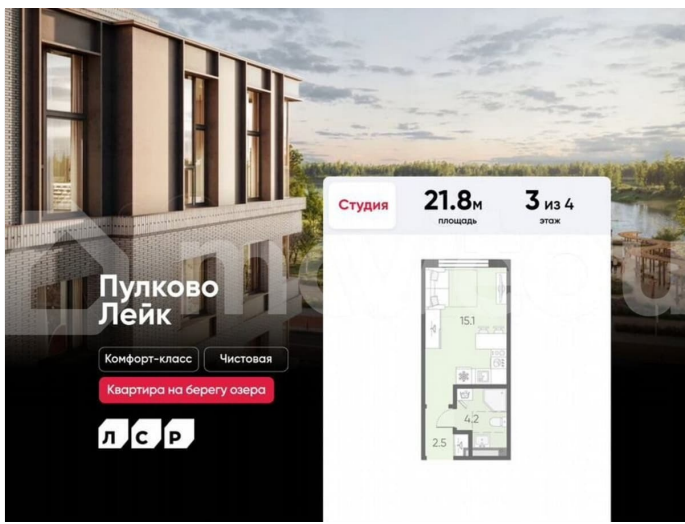 Студия
21.8м
площадь
3 из 4
этаж
Пулково
Лейк
Комфорт-класс
Чистовая
Квартира на берегу озера
ЛСР
15.1
4.2
2.5